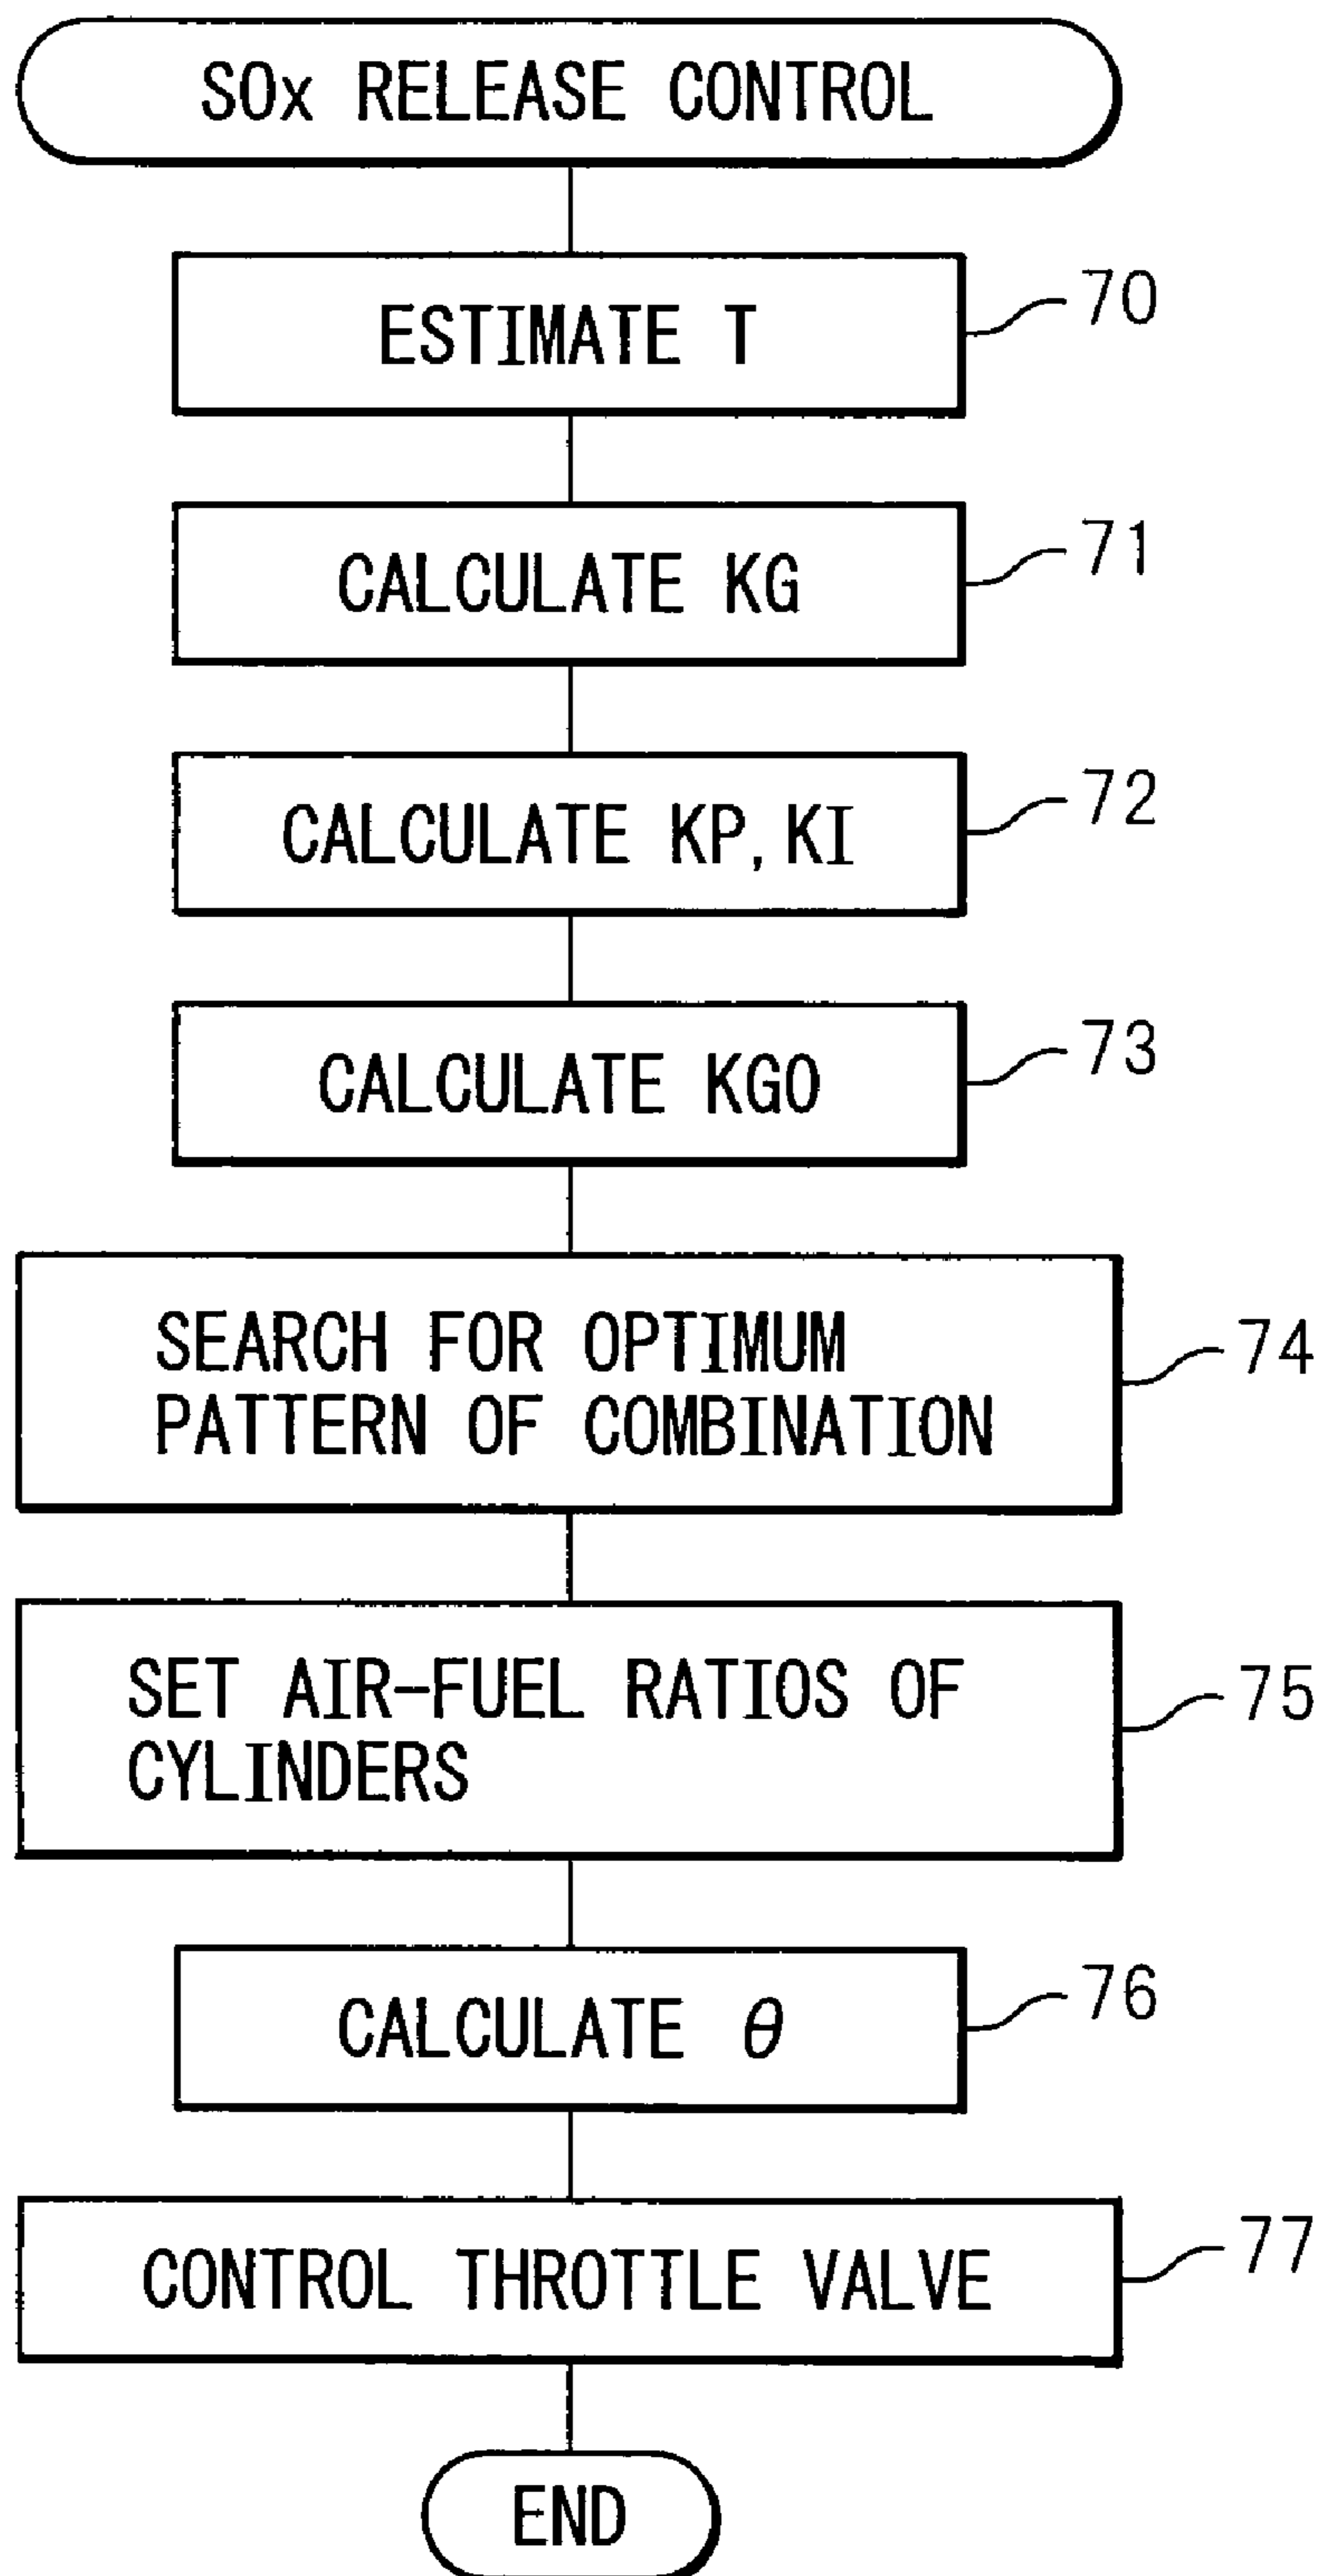 SOx RELEASE CONTROL
ESTIMATE T
70
CALCULATE KG
71
CALCULATE KP, KI
72
CALCULATE KGO
73
SEARCH FOR OPTIMUM
PATTERN OF COMBINATION
74
SET AIR-FUEL RATIOS OF
CYLINDERS
75
CALCULATE θ
76
CONTROL THROTTLE VALVE
77
END